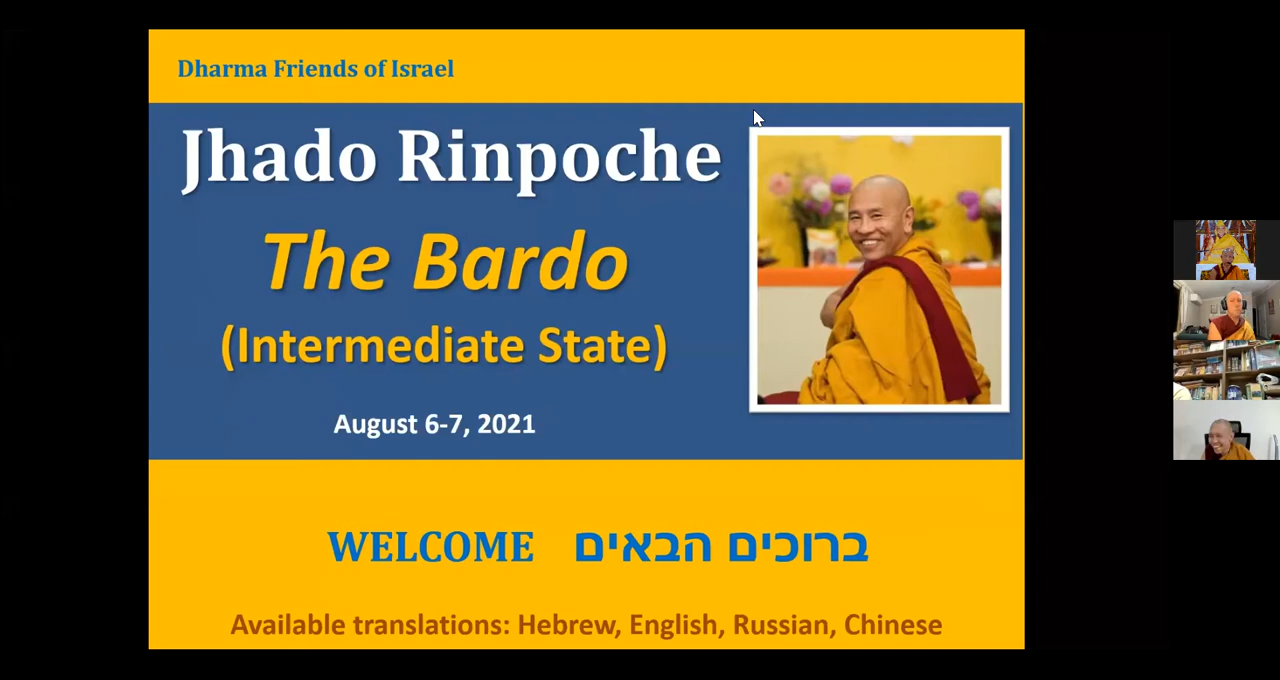 Dharma Friends of Israel
Jhado Rinpoche
The Bardo
(Intermediate State)
August 6-7, 2021
WELCOME ברוכים הבאים
Available translations: Hebrew, English, Russian, Chinese